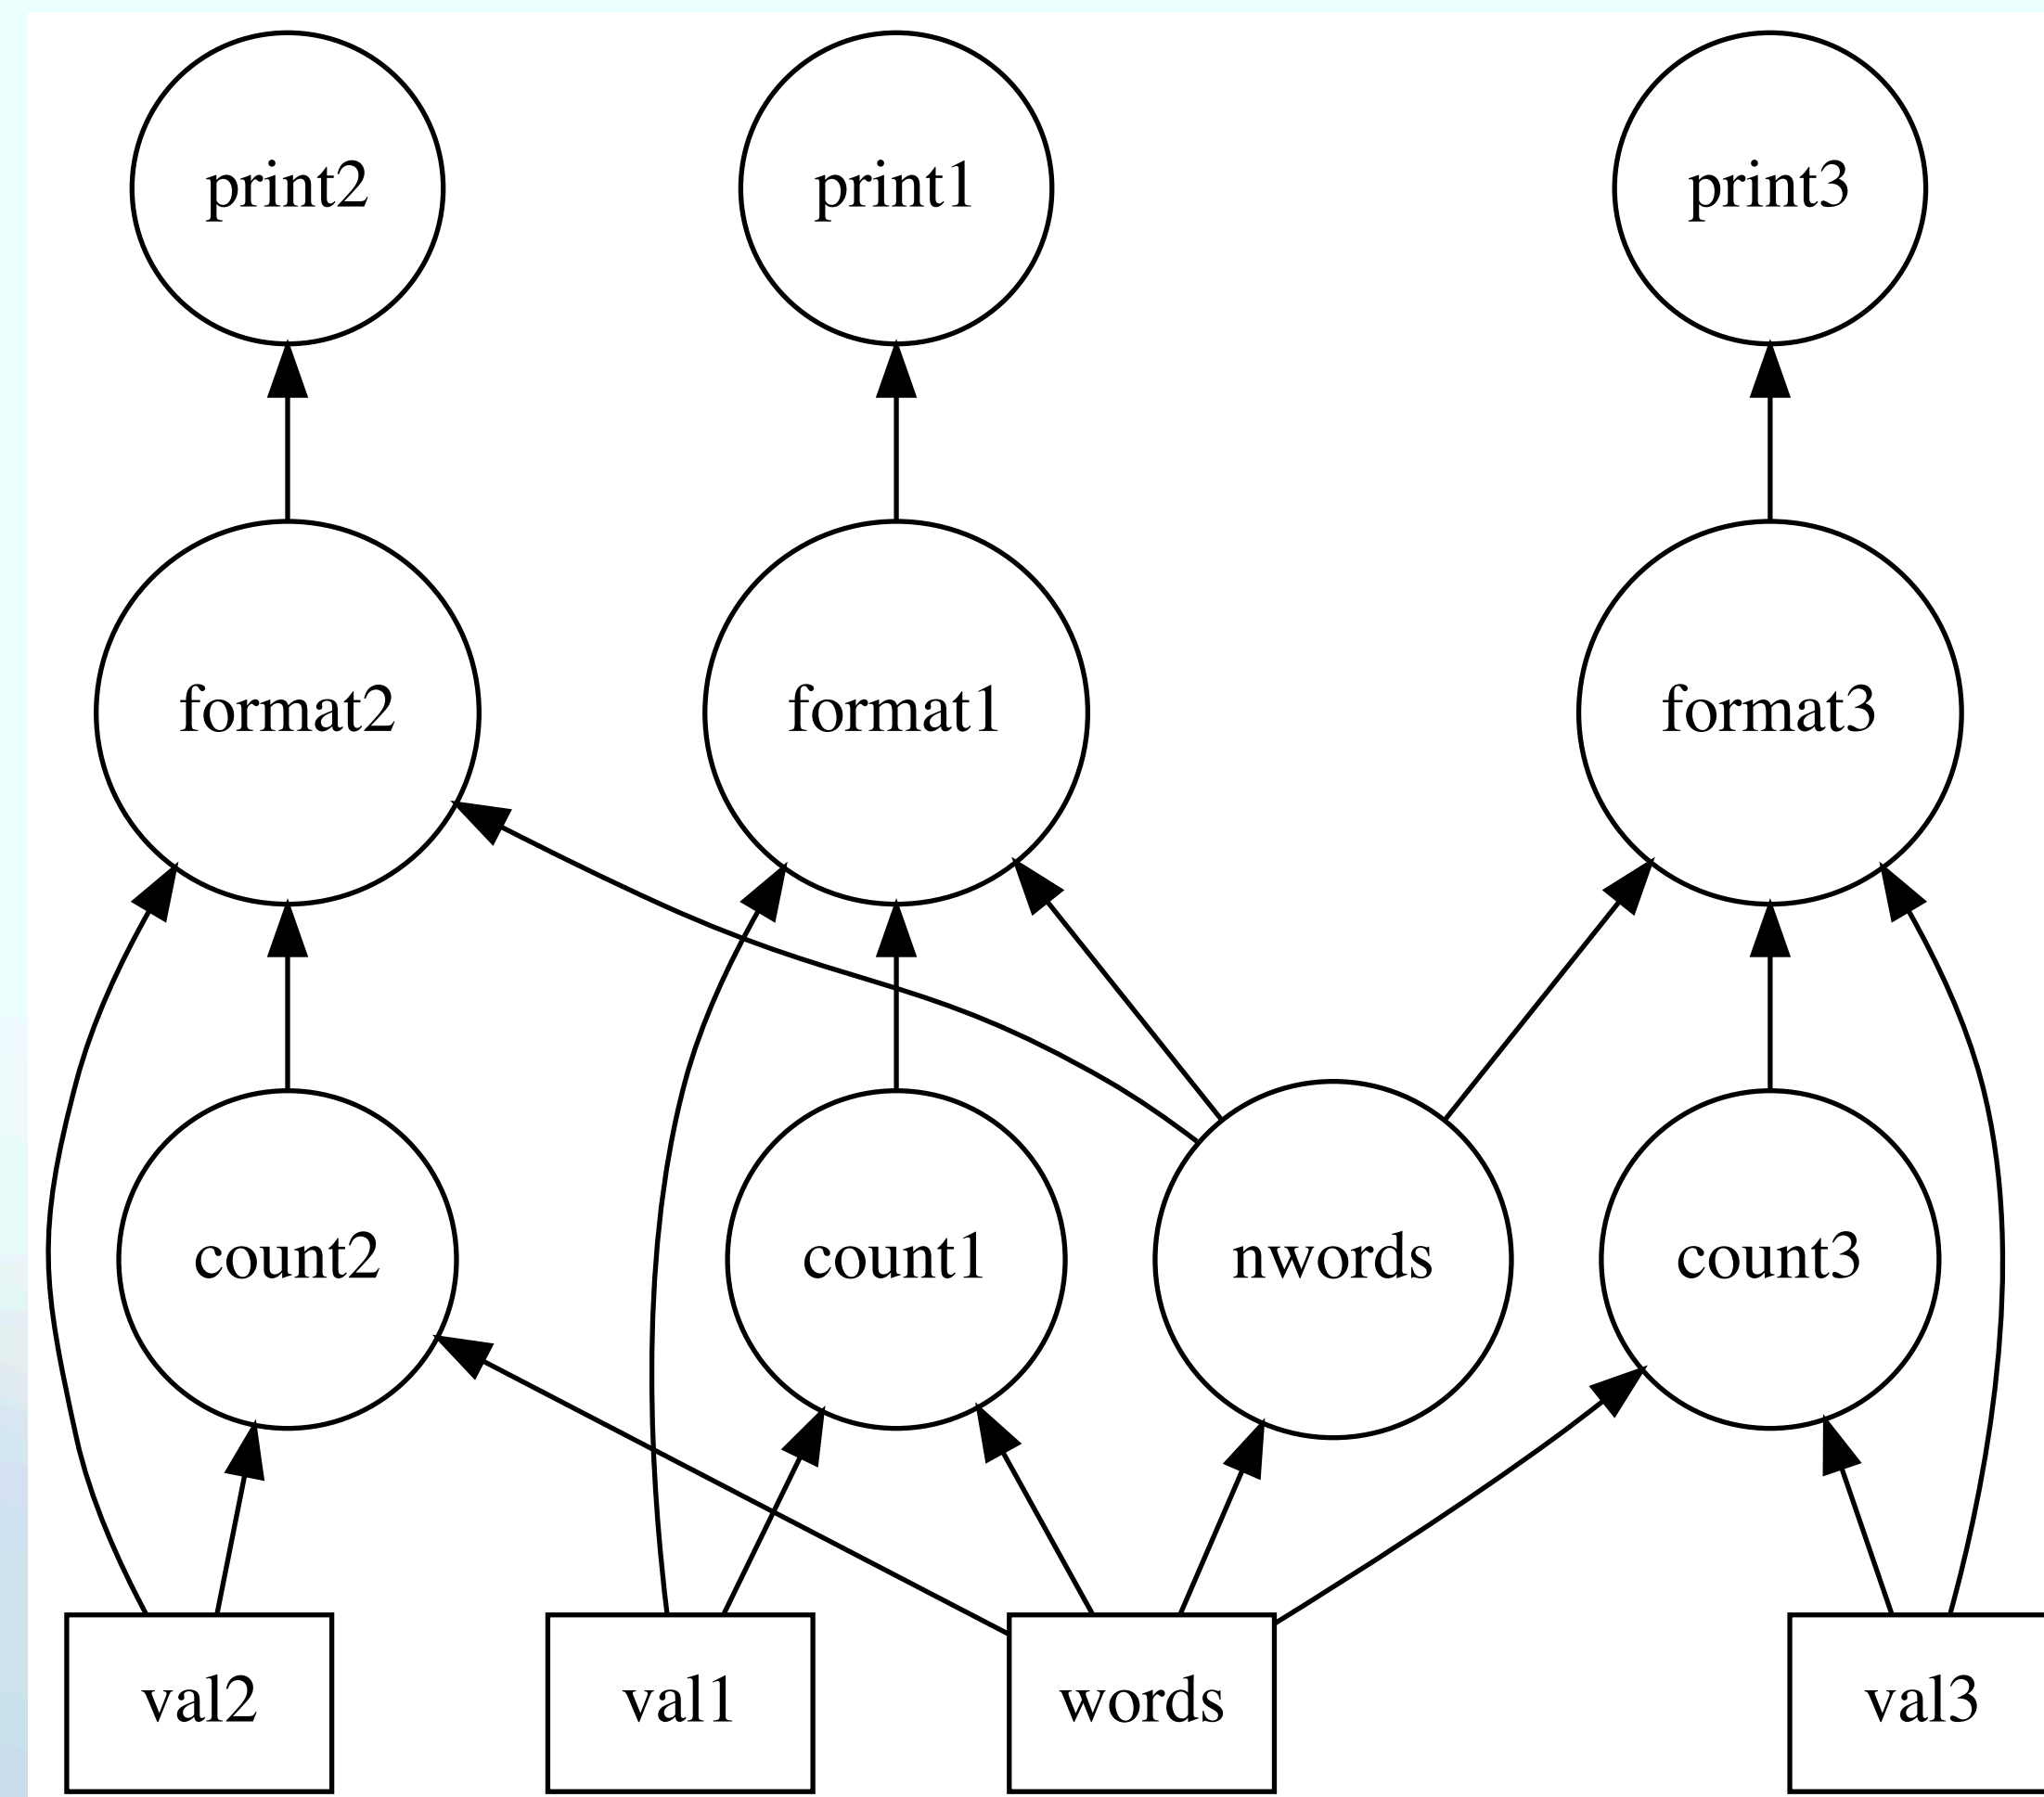 print2
print1
print3
format2
format1
format3
count2
count1
nwords
count3
val2
val1
words
val3